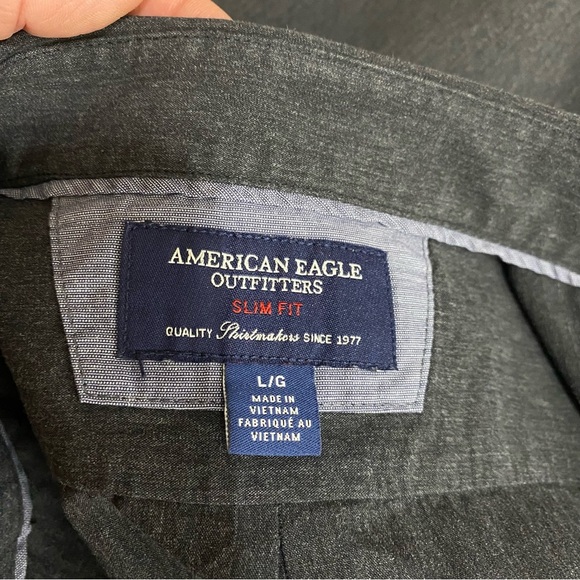 AMERICAN EAGLE
OUTFITTERS
SLIM FIT
QUALITY Shirtmakers SINCE 1977
L/G
MADE IN
VIETNAM
FABRIQUÉ AU
VIETNAM